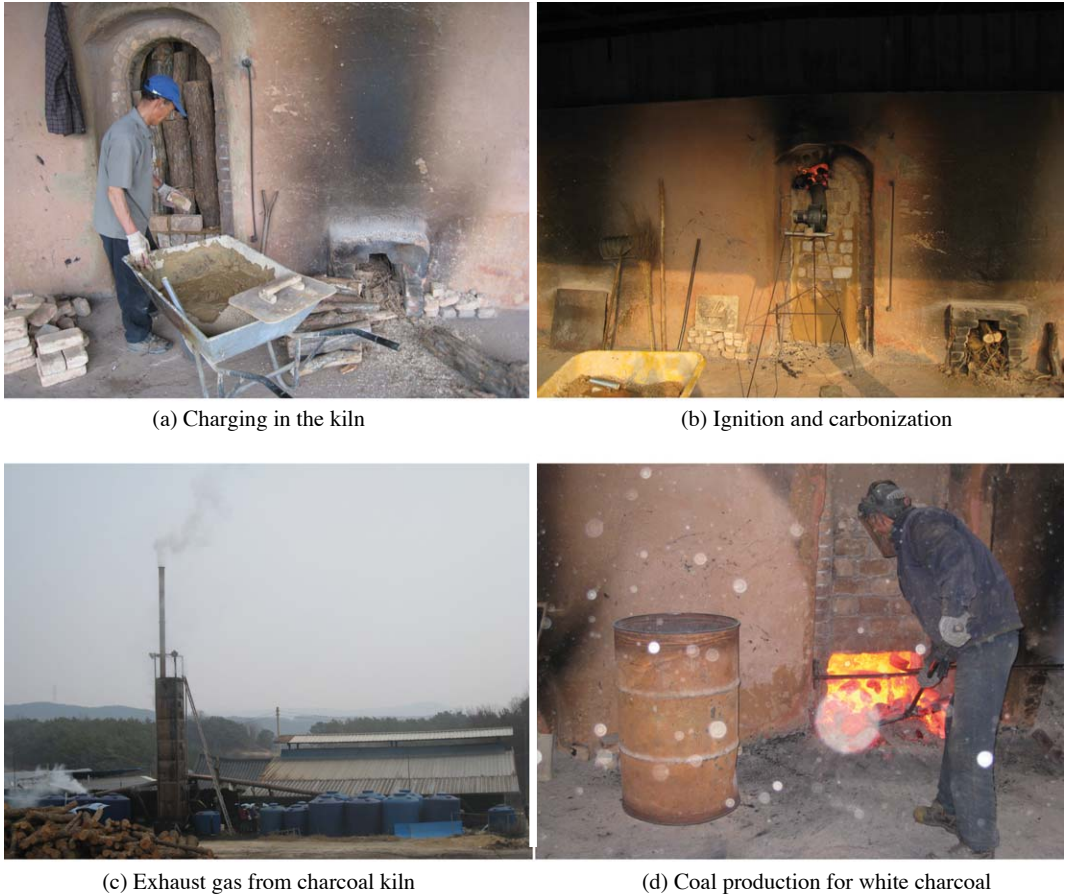 (a) Charging in the kiln
(b) Ignition and carbonization
(c) Exhaust gas from charcoal kiln
(d) Coal production for white charcoal